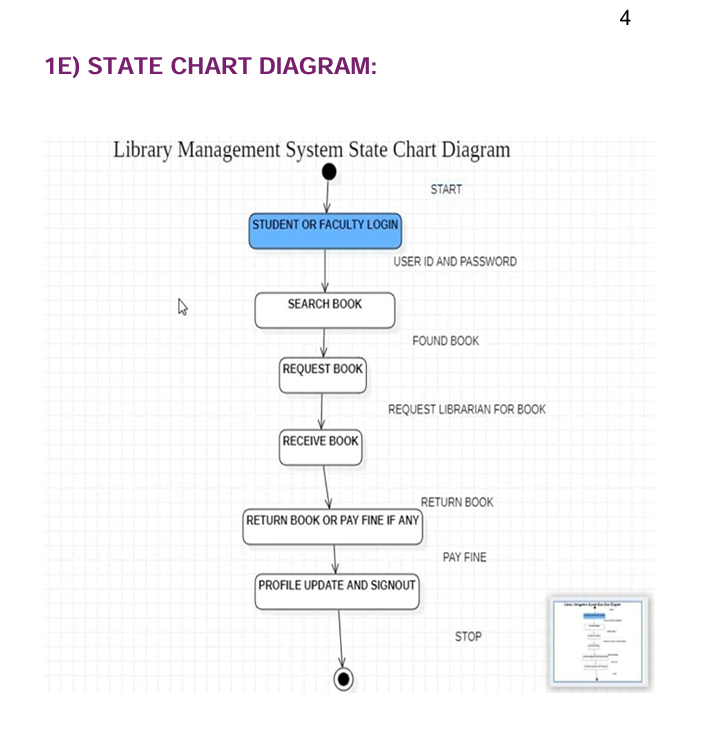 4
1E) STATE CHART DIAGRAM:
Library Management System State Chart Diagram
START
STUDENT OR FACULTY LOGIN
USER ID AND PASSWORD
SEARCH BOOK
FOUND BOOK
REQUEST BOOK
REQUEST LIBRARIAN FOR BOOK
RECEIVE BOOK
RETURN BOOK
RETURN BOOK OR PAY FINE IF ANY
PAY FINE
PROFILE UPDATE AND SIGNOUT
STOP